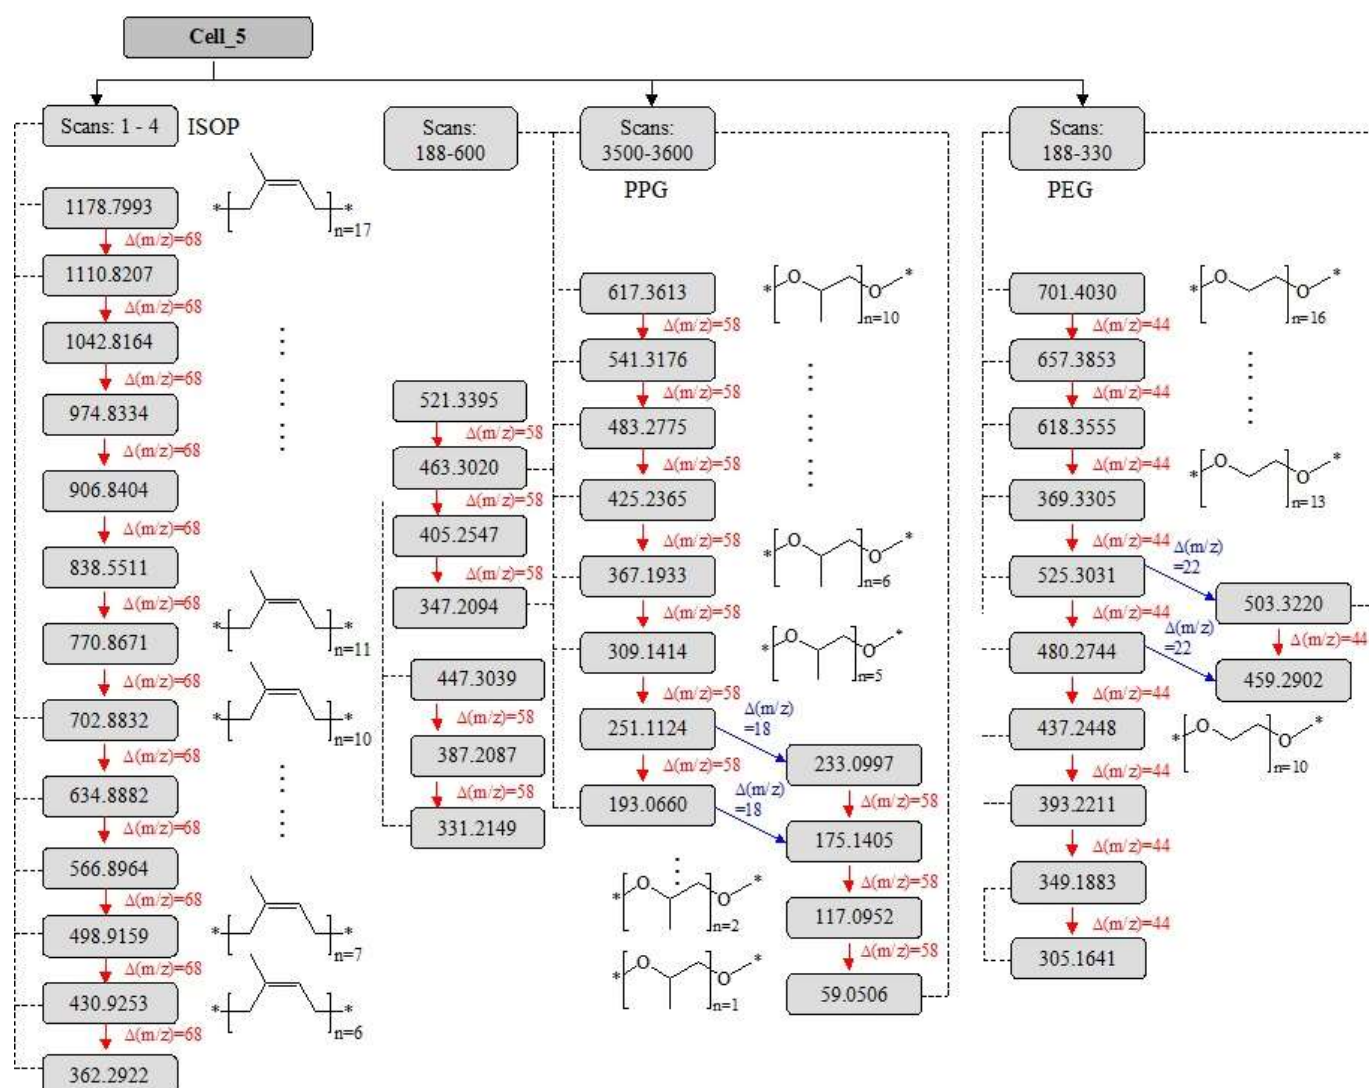 Cell_5
Scans: 1 - 4
ISOP
1178.7993
n=17
Δ(m/z)=68
1110.8207
Δ(m/z)=68
1042.8164
Δ(m/z)=68
974.8334
Δ(m/z)=68
906.8404
Δ(m/z)=68
838.5511
Δ(m/z)=68
770.8671
n=11
Δ(m/z)=68
702.8832
n=10
Δ(m/z)=68
634.8882
Δ(m/z)=68
566.8964
Δ(m/z)=68
498.9159
n=7
Δ(m/z)=68
430.9253
n=6
Δ(m/z)=68
362.2922
Scans:
188-600
521.3395
Δ(m/z)=58
463.3020
Δ(m/z)=58
405.2547
Δ(m/z)=58
347.2094
447.3039
Δ(m/z)=58
387.2087
Δ(m/z)=58
331.2149
Scans:
3500-3600
PPG
617.3613
* O O * n=10
Δ(m/z)=58
541.3176
Δ(m/z)=58
483.2775
Δ(m/z)=58
425.2365
Δ(m/z)=58
367.1933
* O O * n=6
Δ(m/z)=58
309.1414
* O O * n=5
Δ(m/z)=58
251.1124
Δ(m/z)
=18
Δ(m/z)=58
193.0660
Δ(m/z)
=18
233.0997
Δ(m/z)=58
175.1405
Δ(m/z)=58
117.0952
Δ(m/z)=58
59.0506
* O O * n=2
* O O * n=1
Scans:
188-330
PEG
701.4030
* O O * n=16
Δ(m/z)=44
657.3853
Δ(m/z)=44
618.3555
Δ(m/z)=44
369.3305
* O O * n=13
Δ(m/z)=44
525.3031
Δ(m/z)
=22
503.3220
Δ(m/z)=44
Δ(m/z)=44
480.2744
Δ(m/z)
=22
459.2902
Δ(m/z)=44
437.2448
* O O * n=10
Δ(m/z)=44
393.2211
Δ(m/z)=44
349.1883
Δ(m/z)=44
305.1641